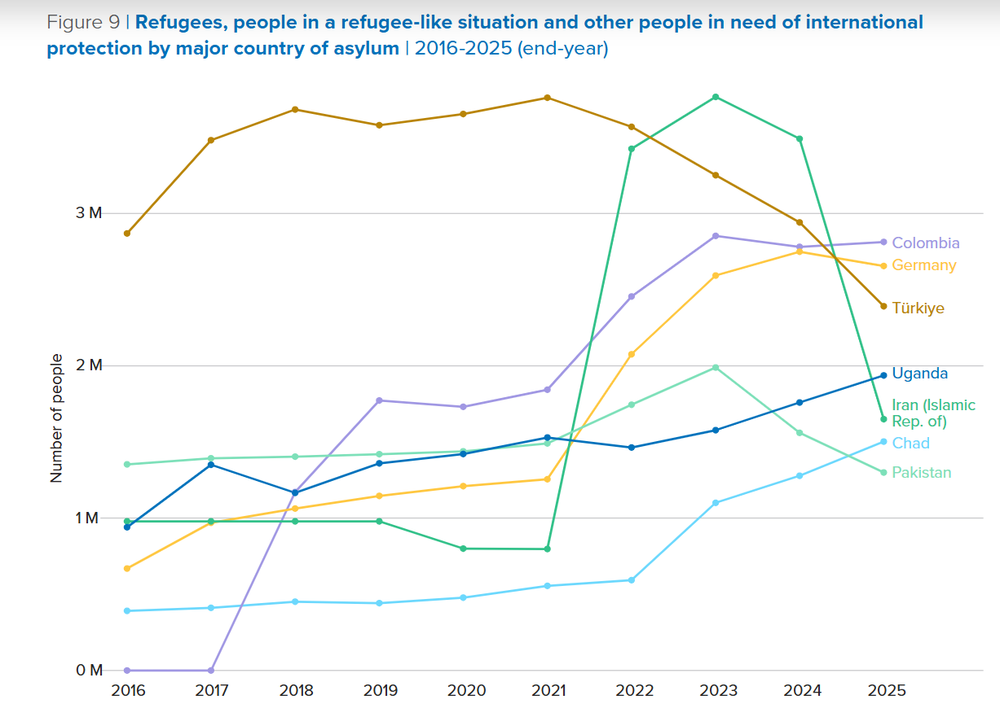 Figure 9 | Refugees, people in a refugee-like situation and other people in need of international
protection by major country of asylum | 2016-2025 (end-year)
Number of people
3 M
2 M
1 M
0 M
Colombia
Germany
Türkiye
Uganda
Iran (Islamic
Rep. of)
Chad
Pakistan
2016 2017 2018 2019 2020 2021 2022 2023 2024 2025